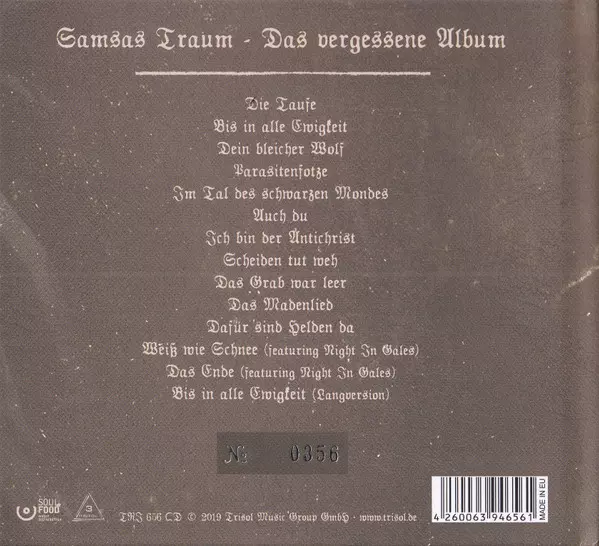 Samsas Traum - Das vergessene Album
Die Taufe
Bis in alle Ewigkeit
Dein bleicher Wolf
Parasitenfotze
Im Tal des schwarzen Mondes
Auch du
Ich bin der Antichrist
Scheiden tut weh
Das Grab war leer
Das Madenlied
Dafür sind Helden da
Weiß wie Schnee (featuring Night In Gales)
Das Ende (featuring Night In Gales)
Bis in alle Ewigkeit (Langversion)
№ 0356
SOUL
FOOD
3
TRI 656 CD © 2019 Trisol Music Group GmbH · www.trisol.de
4 260063 946561
MADE IN EU